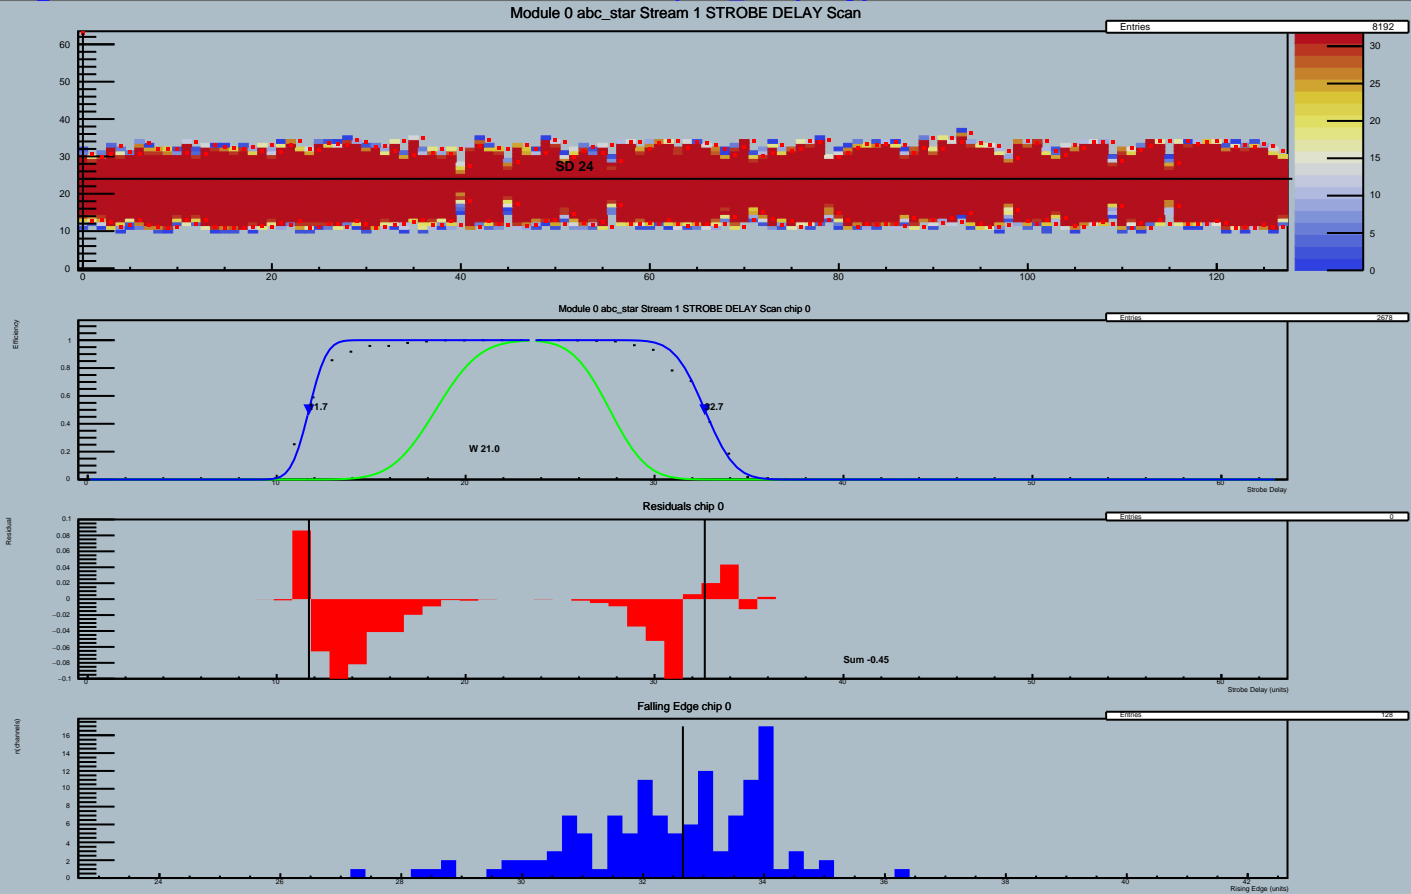 Module 0 abc_star Stream 1 STROBE DELAY Scan
Entries 8192
60
50
40
30
20
10
0
SD 24
0 20 40 60 80 100 120
30
25
20
15
10
5
0
Module 0 abc_star Stream 1 STROBE DELAY Scan chip 0
Entries 2678
Efficiency
1
0.8
0.6
0.4
0.2
0
W 21.0
0 10 20 30 40 50 60
Strobe Delay
Residuals chip 0
Entries 0
Residual
0.1
0.08
0.06
0.04
0.02
0
−0.02
−0.04
−0.06
−0.08
−0.1
Sum -0.45
0 10 20 30 40 50 60
Strobe Delay (units)
Falling Edge chip 0
Entries 128
n(channels)
16
14
12
10
8
6
4
2
0
24 26 28 30 32 34 36 38 40 42
Rising Edge (units)